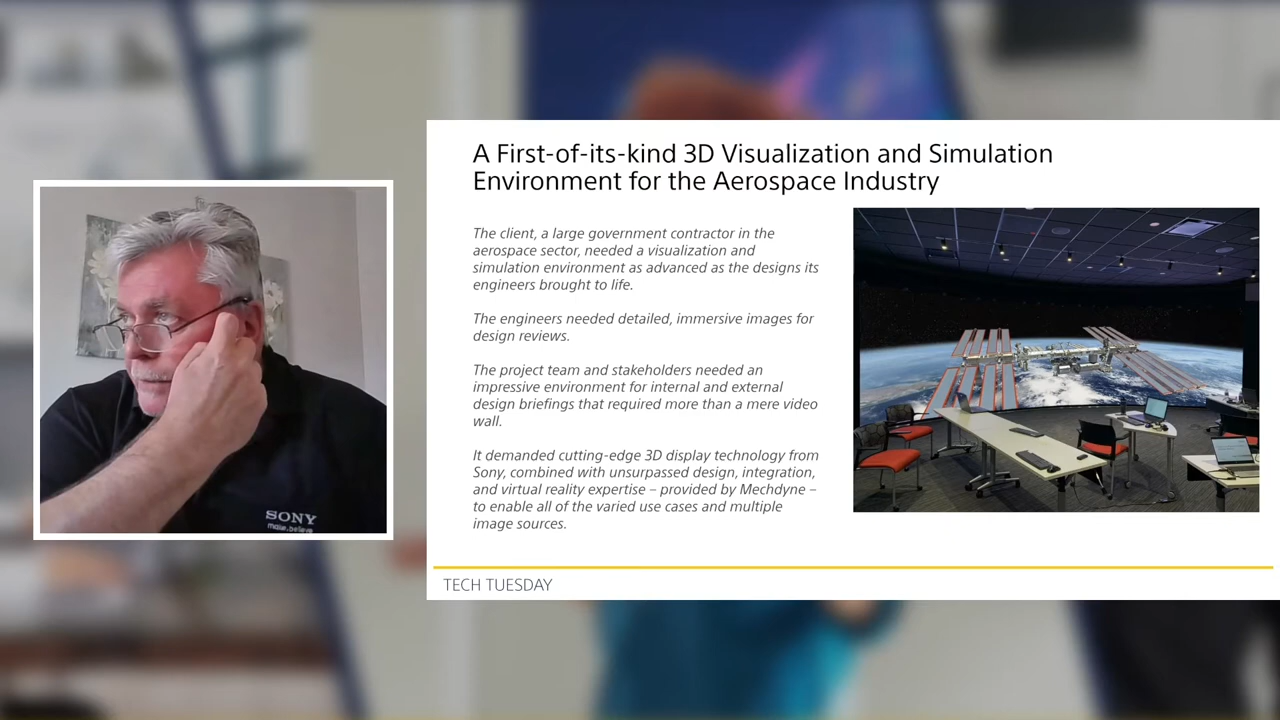 A First-of-its-kind 3D Visualization and Simulation
Environment for the Aerospace Industry
The client, a large government contractor in the
aerospace sector, needed a visualization and
simulation environment as advanced as the designs its
engineers brought to life.
The engineers needed detailed, immersive images for
design reviews.
The project team and stakeholders needed an
impressive environment for internal and external
design briefings that required more than a mere video
wall.
It demanded cutting-edge 3D display technology from
Sony, combined with unsurpassed design, integration,
and virtual reality expertise – provided by Mechdyne –
to enable all of the varied use cases and multiple
image sources.
TECH TUESDAY
SONY
make.believe